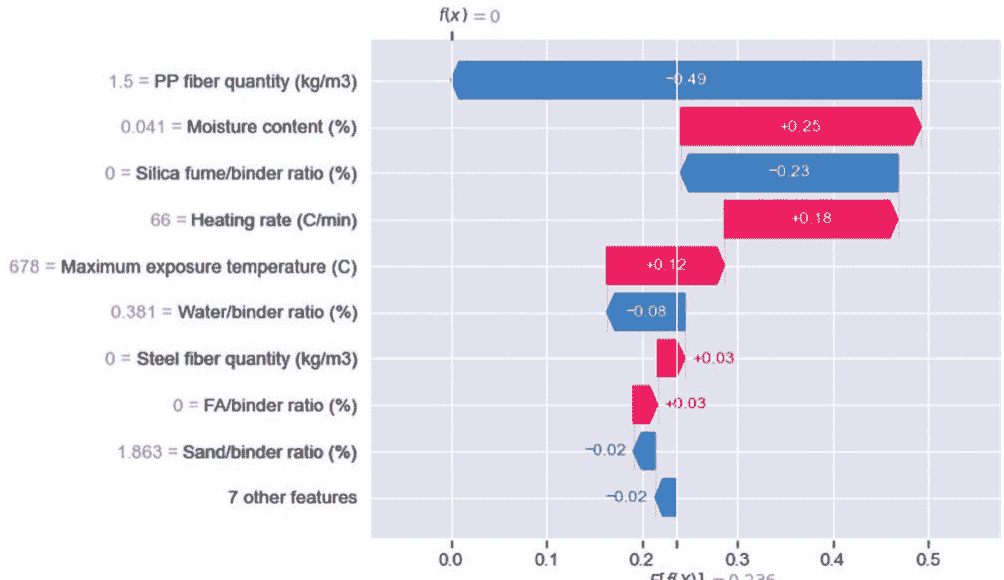 f(x) = 0
1.5 = PP fiber quantity (kg/m3)
−0.49
0.041 = Moisture content (%)
+0.25
0 = Silica fume/binder ratio (%)
−0.23
66 = Heating rate (C/min)
+0.18
678 = Maximum exposure temperature (C)
+0.12
0.381 = Water/binder ratio (%)
−0.08
0 = Steel fiber quantity (kg/m3)
+0.03
0 = FA/binder ratio (%)
+0.03
1.863 = Sand/binder ratio (%)
−0.02
7 other features
−0.02
0.0 0.1 0.2 0.3 0.4 0.5
E[f(X)] = 0.236